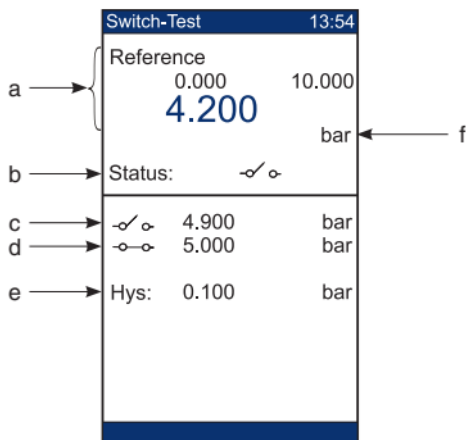 Switch-Test 13:54
Reference
0.000 10.000
a
4.200
bar f
b Status:
c 4.900 bar
d 5.000 bar
e Hys: 0.100 bar